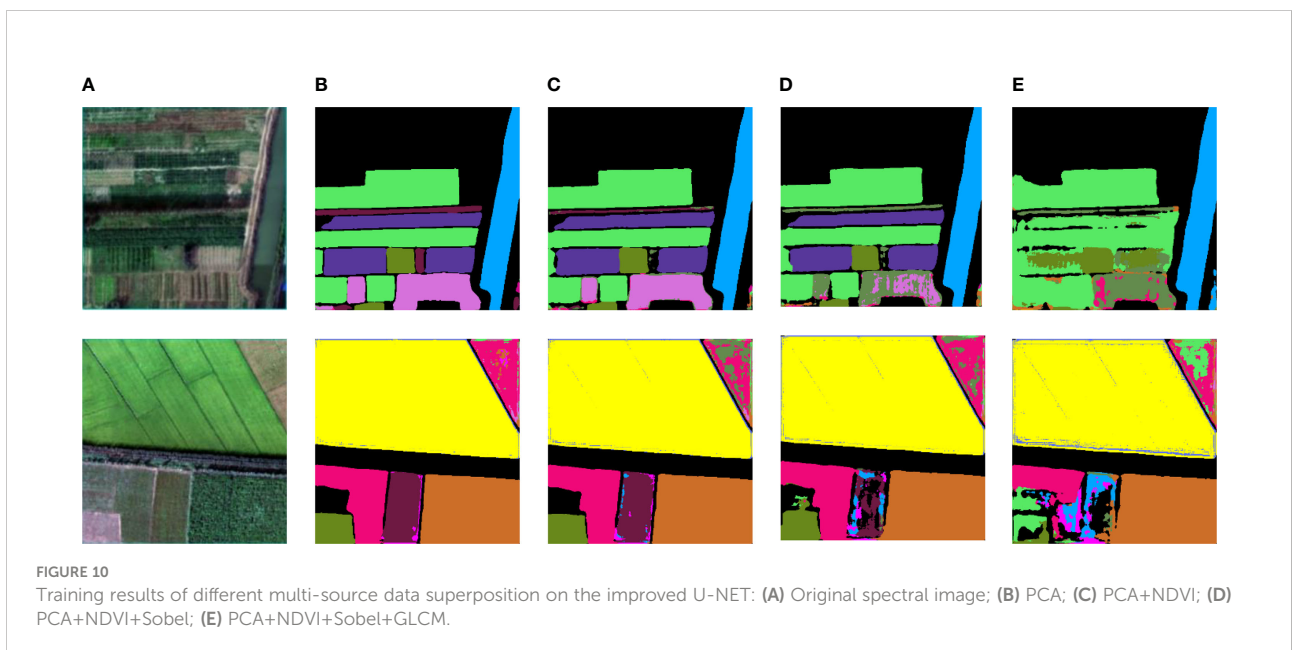 A B C D E
FIGURE 10
Training results of different multi-source data superposition on the improved U-NET: (A) Original spectral image; (B) PCA; (C) PCA+NDVI; (D)
PCA+NDVI+Sobel; (E) PCA+NDVI+Sobel+GLCM.